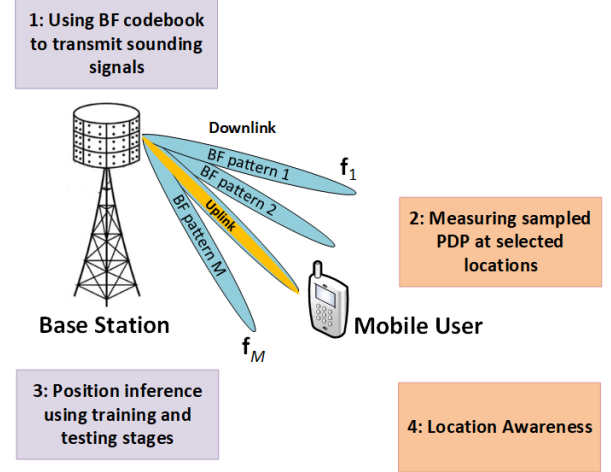 1: Using BF codebook
to transmit sounding
signals
Downlink
BF pattern 1
f1
BF pattern 2
Uplink
BF pattern M
2: Measuring sampled
PDP at selected
locations
Base Station
Mobile User
fM
3: Position inference
using training and
testing stages
4: Location Awareness